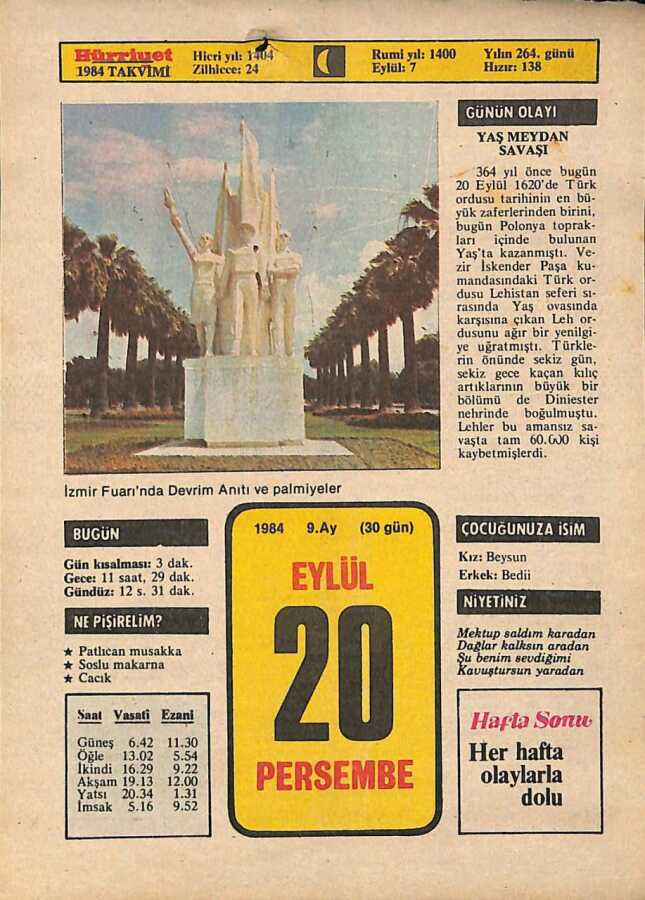 Hürriyet
1984 TAKVİMİ
Hicri yıl: 1404
Zilhicce: 24
Rumi yıl: 1400
Eylül: 7
Yılın 264. günü
Hızır: 138
GÜNÜN OLAYI
YAŞ MEYDAN
SAVAŞI
364 yıl önce bugün
20 Eylül 1620'de Türk
ordusu tarihinin en bü-
yük zaferlerinden birini,
bugün Polonya toprak-
ları içinde bulunan
Yaş'ta kazanmıştı. Ve-
zir İskender Paşa ku-
mandasındaki Türk or-
dusu Lehistan seferi sı-
rasında Yaş ovasında
karşısına çıkan Leh or-
dusunu ağır bir yenilgi-
ye uğratmıştı. Türkle-
rin önünde sekiz gün,
sekiz gece kaçan kılıç
artıklarının büyük bir
bölümü de Diniester
nehrinde boğulmuştu.
Lehler bu amansız sa-
vaşta tam 60.000 kişi
kaybetmişlerdi.
İzmir Fuarı'nda Devrim Anıtı ve palmiyeler
BUGÜN
Gün kısalması: 3 dak.
Gece: 11 saat, 29 dak.
Gündüz: 12 s. 31 dak.
NE PİŞİRELİM?
★ Patlıcan musakka
★ Soslu makarna
★ Cacık
Saat Vasatî Ezani
Güneş 6.42 11.30
Öğle 13.02 5.54
İkindi 16.29 9.22
Akşam 19.13 12.00
Yatsı 20.34 1.31
İmsak 5.16 9.52
1984 9.Ay (30 gün)
EYLÜL
20
PERŞEMBE
ÇOCUĞUNUZA İSİM
Kız: Beysun
Erkek: Bedii
NİYETİNİZ
Mektup saldım karadan
Dağlar kalksın aradan
Şu benim sevdiğimi
Kavuştursun yaradan
Hafta Sonu
Her hafta
olaylarla
dolu